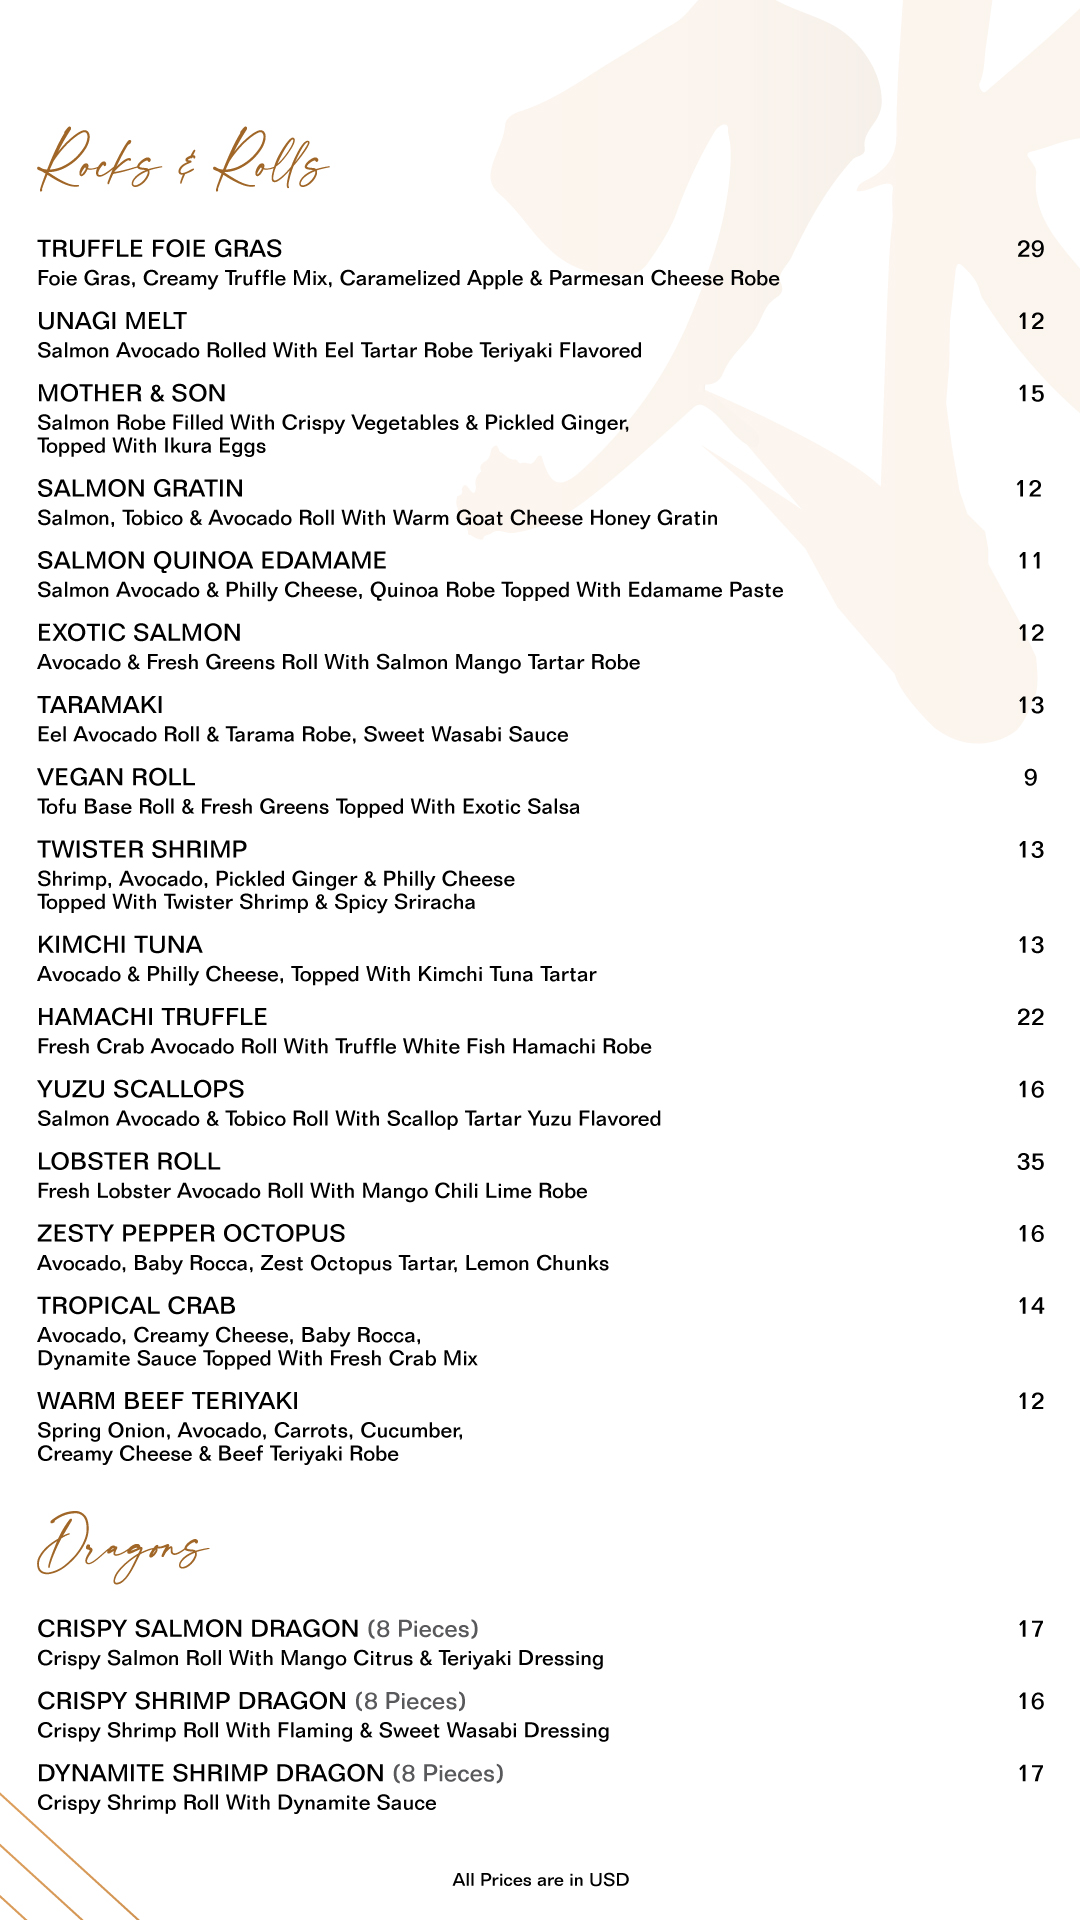 Rocks & Rolls
TRUFFLE FOIE GRAS 29
Foie Gras, Creamy Truffle Mix, Caramelized Apple & Parmesan Cheese Robe
UNAGI MELT 12
Salmon Avocado Rolled With Eel Tartar Robe Teriyaki Flavored
MOTHER & SON 15
Salmon Robe Filled With Crispy Vegetables & Pickled Ginger,
Topped With Ikura Eggs
SALMON GRATIN 12
Salmon, Tobico & Avocado Roll With Warm Goat Cheese Honey Gratin
SALMON QUINOA EDAMAME 11
Salmon Avocado & Philly Cheese, Quinoa Robe Topped With Edamame Paste
EXOTIC SALMON 12
Avocado & Fresh Greens Roll With Salmon Mango Tartar Robe
TARAMAKI 13
Eel Avocado Roll & Tarama Robe, Sweet Wasabi Sauce
VEGAN ROLL 9
Tofu Base Roll & Fresh Greens Topped With Exotic Salsa
TWISTER SHRIMP 13
Shrimp, Avocado, Pickled Ginger & Philly Cheese
Topped With Twister Shrimp & Spicy Sriracha
KIMCHI TUNA 13
Avocado & Philly Cheese, Topped With Kimchi Tuna Tartar
HAMACHI TRUFFLE 22
Fresh Crab Avocado Roll With Truffle White Fish Hamachi Robe
YUZU SCALLOPS 16
Salmon Avocado & Tobico Roll With Scallop Tartar Yuzu Flavored
LOBSTER ROLL 35
Fresh Lobster Avocado Roll With Mango Chili Lime Robe
ZESTY PEPPER OCTOPUS 16
Avocado, Baby Rocca, Zest Octopus Tartar, Lemon Chunks
TROPICAL CRAB 14
Avocado, Creamy Cheese, Baby Rocca,
Dynamite Sauce Topped With Fresh Crab Mix
WARM BEEF TERIYAKI 12
Spring Onion, Avocado, Carrots, Cucumber,
Creamy Cheese & Beef Teriyaki Robe
Dragons
CRISPY SALMON DRAGON (8 Pieces) 17
Crispy Salmon Roll With Mango Citrus & Teriyaki Dressing
CRISPY SHRIMP DRAGON (8 Pieces) 16
Crispy Shrimp Roll With Flaming & Sweet Wasabi Dressing
DYNAMITE SHRIMP DRAGON (8 Pieces) 17
Crispy Shrimp Roll With Dynamite Sauce
All Prices are in USD